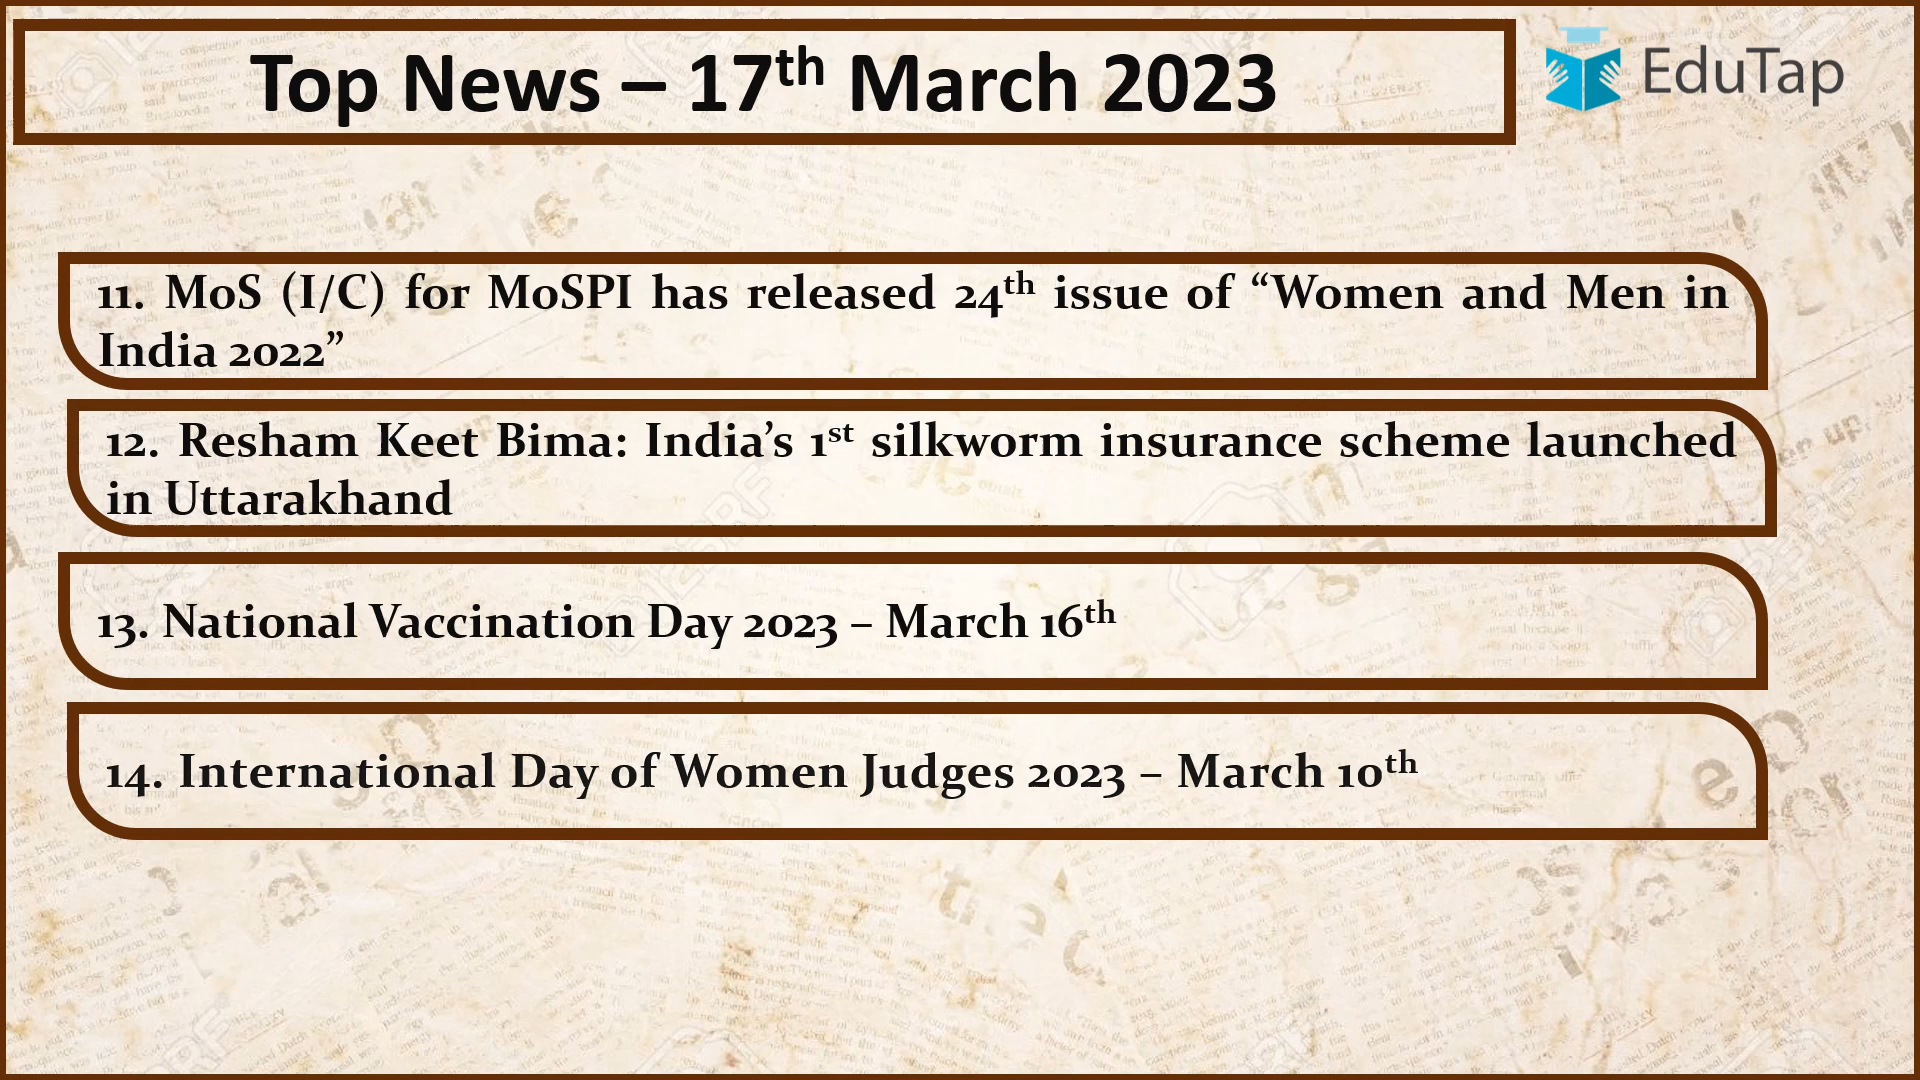 Top News – 17th March 2023
EduTap
11. MoS (I/C) for MoSPI has released 24th issue of “Women and Men in
India 2022”
12. Resham Keet Bima: India’s 1st silkworm insurance scheme launched
in Uttarakhand
13. National Vaccination Day 2023 – March 16th
14. International Day of Women Judges 2023 – March 10th